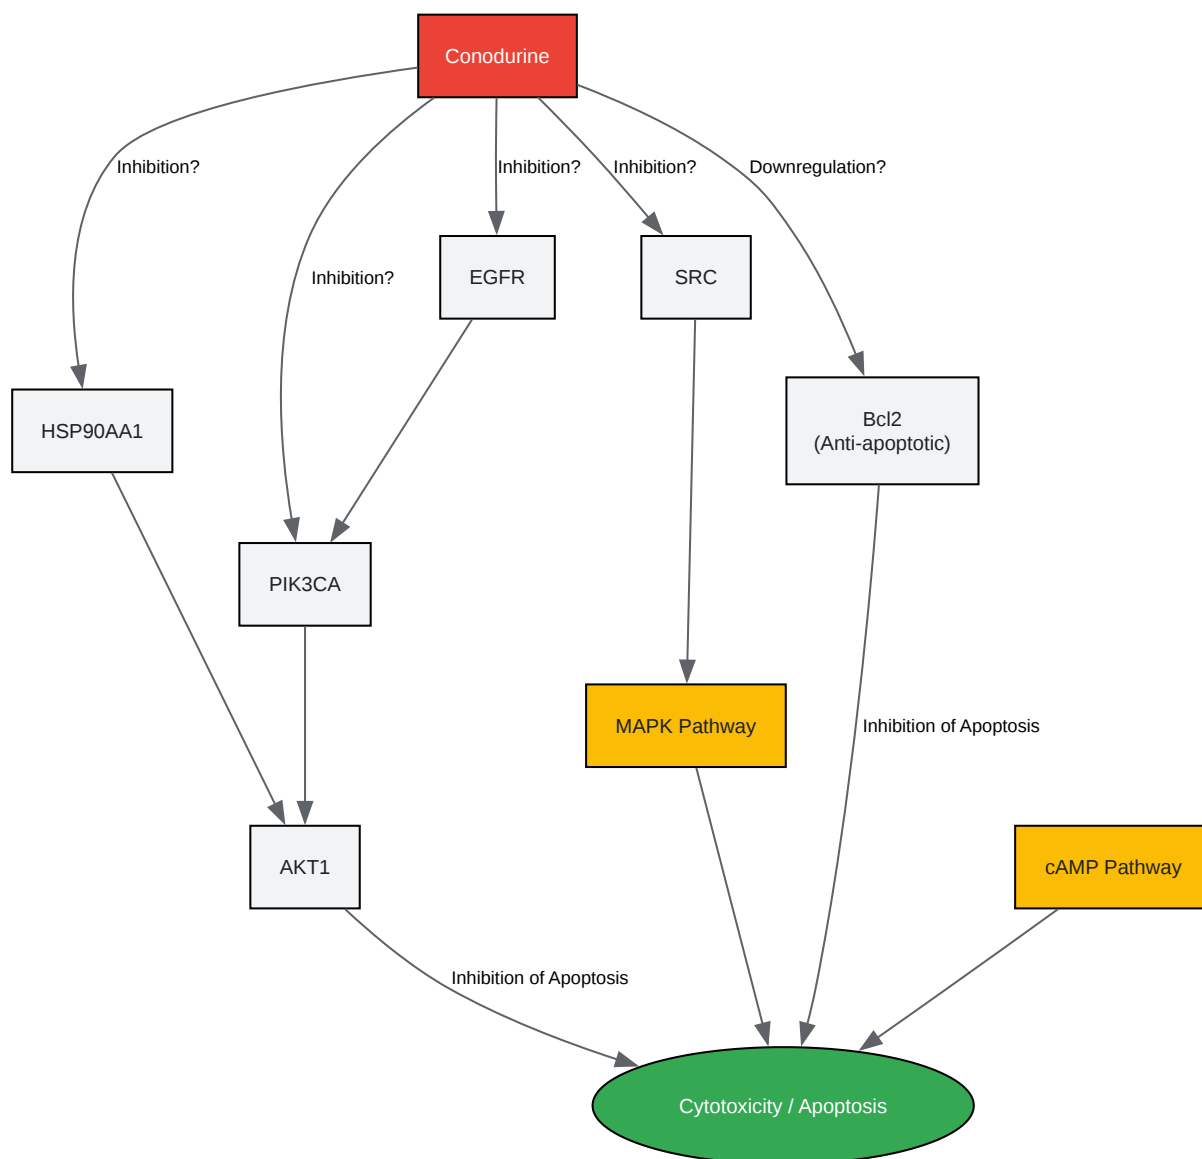 Conodurine
Inhibition?
Inhibition?
Inhibition?
Downregulation?
EGFR
SRC
Inhibition?
HSP90AA1
Bcl2
(Anti-apoptotic)
PIK3CA
MAPK Pathway
Inhibition of Apoptosis
AKT1
cAMP Pathway
Inhibition of Apoptosis
Cytotoxicity / Apoptosis